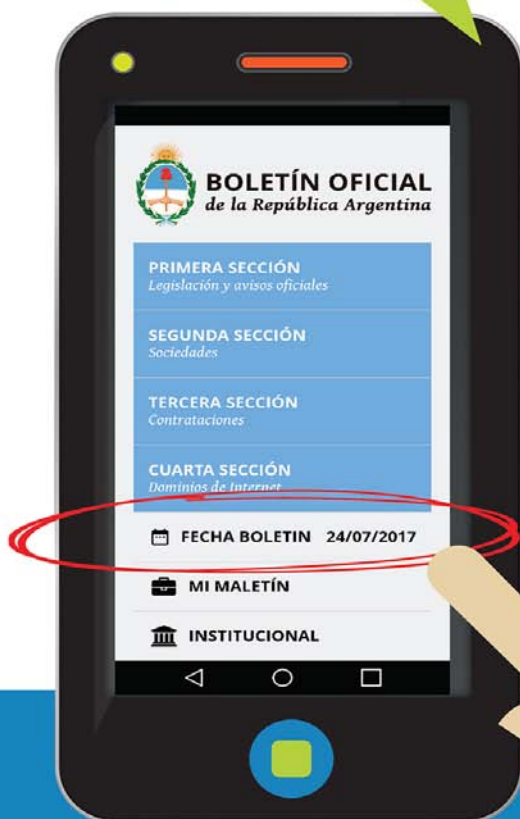 BOLETÍN OFICIAL
de la República Argentina
PRIMERA SECCIÓN
Legislación y avisos oficiales
SEGUNDA SECCIÓN
Sociedades
TERCERA SECCIÓN
Contrataciones
CUARTA SECCIÓN
Dominios de Internet
FECHA BOLETIN 24/07/2017
MI MALETÍN
INSTITUCIONAL